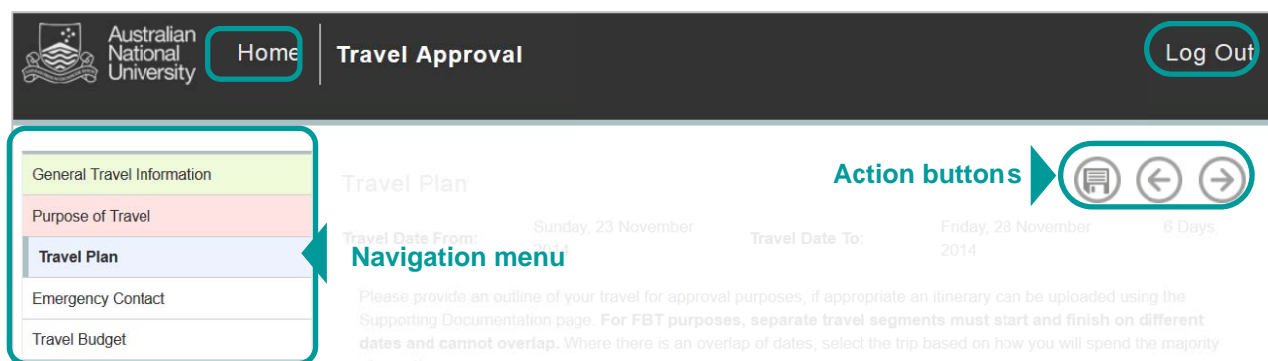 Australian
National
University
Home
Travel Approval
Log Out
General Travel Information
Purpose of Travel
Travel Plan
Emergency Contact
Travel Budget
Navigation menu
Action buttons
Travel Plan
Travel Date From:
Sunday, 23 November
2014
Travel Date To:
Friday, 28 November
2014
6 Days
Please provide an outline of your travel for approval purposes, if appropriate an itinerary can be uploaded using the
Supporting Documentation page. For FBT purposes, separate travel segments must start and finish on different
dates and cannot overlap. Where there is an overlap of dates, select the trip based on how you will spend the majority